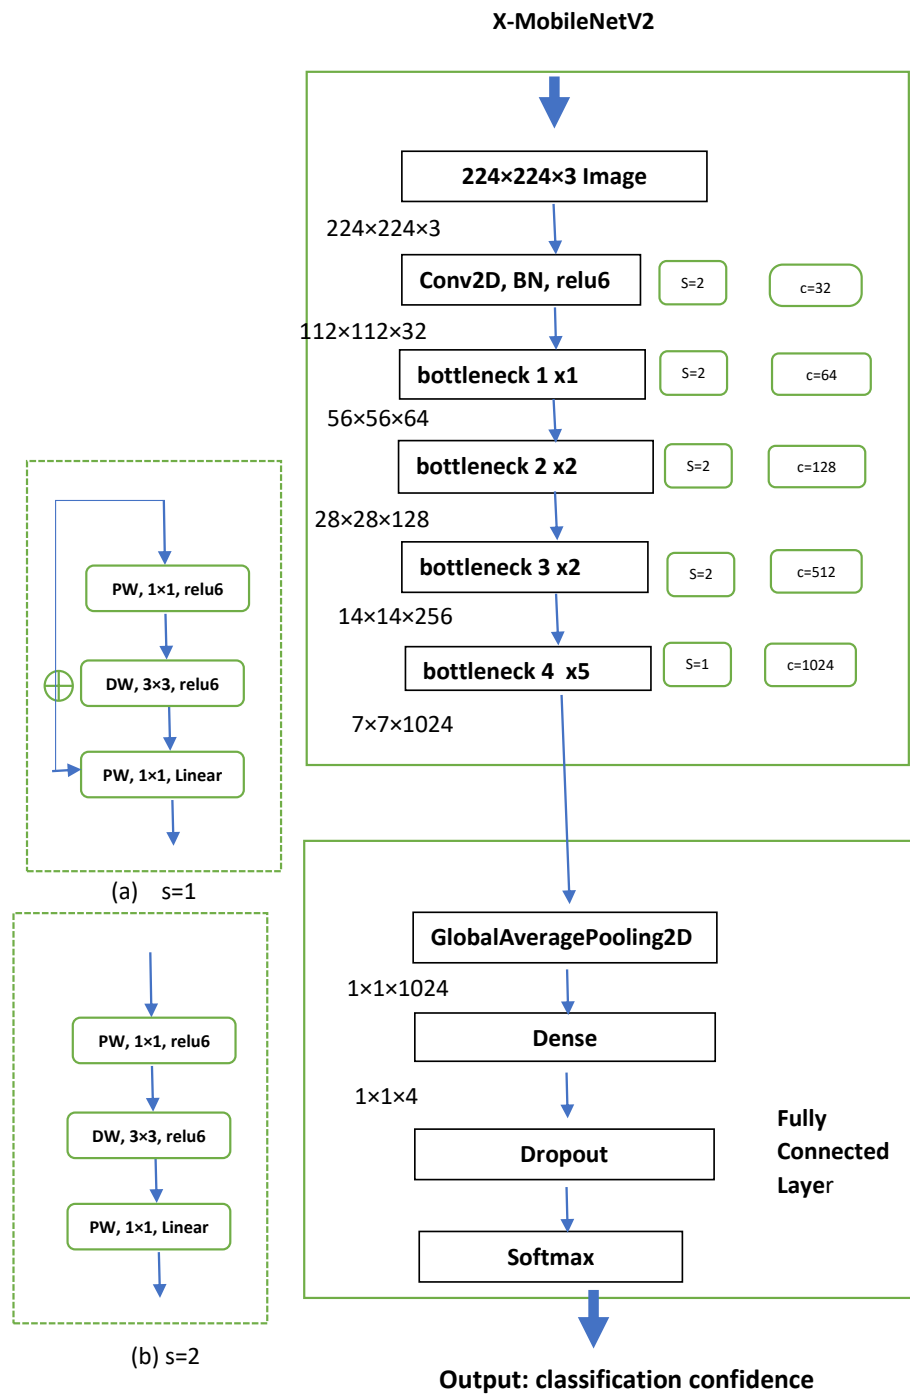 X-MobileNetV2
224×224×3 Image
224×224×3
Conv2D, BN, relu6
S=2
c=32
112×112×32
bottleneck 1 x1
S=2
c=64
56×56×64
bottleneck 2 x2
S=2
c=128
28×28×128
bottleneck 3 x2
S=2
c=512
14×14×256
bottleneck 4 x5
S=1
c=1024
7×7×1024
PW, 1×1, relu6
DW, 3×3, relu6
PW, 1×1, Linear
(a) s=1
PW, 1×1, relu6
DW, 3×3, relu6
PW, 1×1, Linear
(b) s=2
GlobalAveragePooling2D
1×1×1024
Dense
1×1×4
Dropout
Softmax
Fully
Connected
Layer
Output: classification confidence